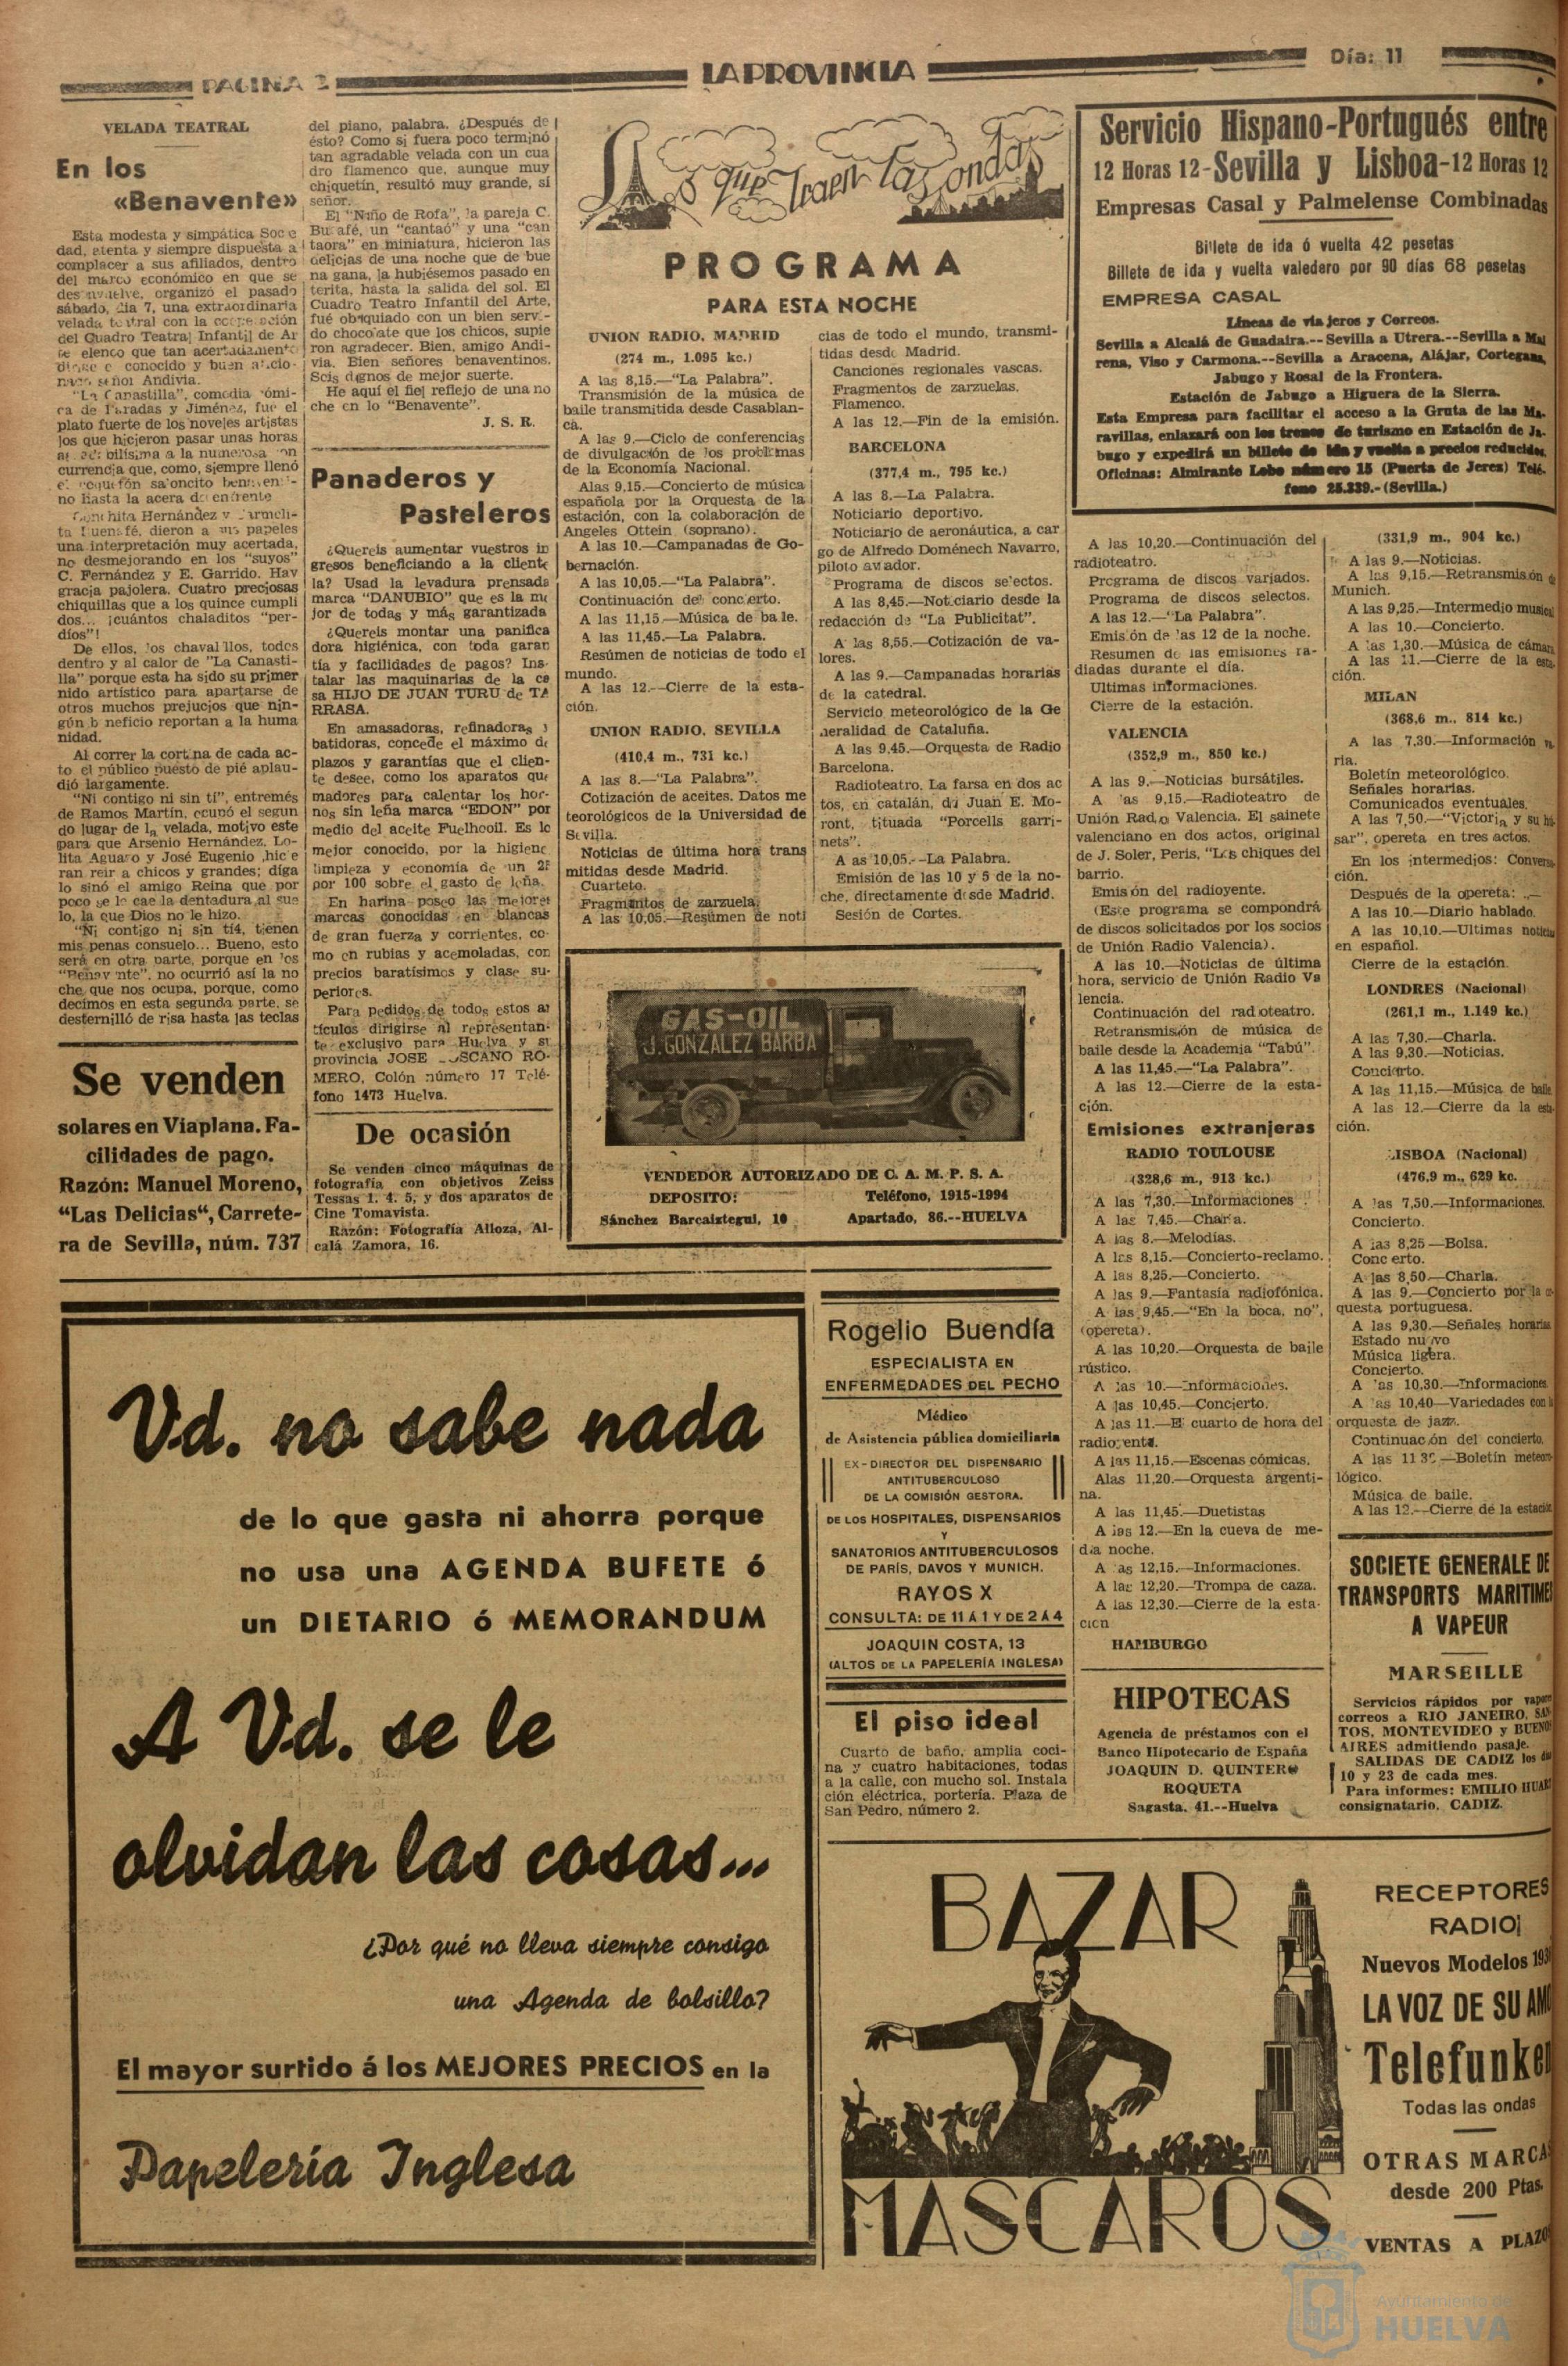 PAGINA 2
LA PROVINCIA
Día: 11
VELADA TEATRAL
En los
«Benavente»
Esta modesta y simpática
dad, atenta y siempre dispuesta a
complacer a sus afiliados, dentro
del marco económico en que se
organizó el pasado
sábado, día 7, una extraordinaria
velada teatral con la cooperación
del Cuadro Teatral Infantil de Ar
te elenco que tan acertadamente
conocido y buen
señor Andivia.
"La Canastilla", comedia cómi-
ca de Paradas y Jiménez, fue el
plato fuerte de los noveles artistas
los que hicieron pasar unas horas
a la numerosa con
currencia que, como, siempre llenó
el
no hasta la acera de enfrente
Conchita Hernández y Carmeli-
ta dieron a sus papeles
una interpretación muy acertada,
no desmejorando en los "suyos"
C. Fernández y E. Garrido. Hay
gracia pajolera. Cuatro preciosas
chiquillas que a los quince cumpli
dos... ¡cuántos chaladitos "per-
díos"!
De ellos, los chavalillos, todos
dentro y al calor de "La Canasti-
lla" porque esta ha sido su primer
nido artístico para apartarse de
otros muchos prejucios que nin-
gún b neficio reportan a la huma
nidad.
Al correr la cortina de cada ac-
to el público puesto de pié aplau-
dió largamente.
"Ni contigo ni sin ti", entremés
de Ramos Martín, ocupó el segun
do lugar de la velada, motivo este
para que Arsenio Hernández, Lo-
lita Aguaro y José Eugenio ,hicie
ran reir a chicos y grandes; diga
lo sinó el amigo Reina que por
poco se le cae la dentadura al sue
lo, la que Dios no le hizo.
"Ni contigo ni sin ti4, tienen
mis penas consuelo... Bueno, esto
será en otra parte, porque en los
"Benav nte", no ocurrió así la no
che que nos ocupa, porque, como
decimos en esta segunda parte, se
desternilló de risa hasta las teclas
Se venden
solares en Viaplana. Fa-
cilidades de pago.
Razón: Manuel Moreno,
"Las Delicias", Carrete-
ra de Sevilla, núm. 737
del piano, palabra. ¿Después de
ésto? Como si fuera poco terminó
tan agradable velada con un cua
dro flamenco que, aunque muy
chiquetín, resultó muy grande, sí
señor.
El "Niño de Rofa", la pareja C.
Bucafé, un "cantaó" y una "can
taora" en miniatura, hicieron las
delicias de una noche que de bue
na gana, la hubiésemos pasado en
terita, hasta la salida del sol. El
Cuadro Teatro Infantil del Arte,
fué obsequiado con un bien servi-
do chocolate que los chicos, supie
ron agradecer. Bien, amigo Andi-
via. Bien señores benaventinos.
Seis dignos de mejor suerte.
He aquí el fiel reflejo de una no
che en lo "Benavente".
J. S. R.
Panaderos y
Pasteleros
¿Quereis aumentar vuestros in
gresos beneficiando a la cliente
la? Usad la levadura prensada
marca "DANUBIO" que es la me
jor de todas y más garantizada
¿Quereis montar una panifica
dora higiénica, con toda garan
tía y facilidades de pagos? Ins-
talar las maquinarias de la ca
sa HIJO DE JUAN TURU de TA
RRASA.
En amasadoras, refinadoras y
batidoras, concede el máximo de
plazos y garantías que el clien-
te desee, como los aparatos que
madores para calentar los hor-
nos sin leña marca "EDON" por
medio del aceite Fuelhooil. Es lo
mejor conocido, por la higiene
limpieza y economía de un 25
por 100 sobre el gasto de leña.
En harina poseo las mejores
marcas conocidas en blancas
de gran fuerza y corrientes, co-
mo en rubias y acemoladas, con
precios baratísimos y clase su-
periores.
Para pedidos de todos estos ar
tículos dirigirse al representan-
te exclusivo para Huelva y su
provincia JOSE OSCANO RO-
MERO, Colón número 17 Telé-
fono 1473 Huelva.
De ocasión
Se venden cinco máquinas de
fotografía con objetivos Zeiss
Tessas 1. 4. 5, y dos aparatos de
Cine Tomavista.
Razón: Fotografía Alloza, Al-
calá Zamora, 16.
Los que traen las ondas
PROGRAMA
PARA ESTA NOCHE
UNION RADIO, MADRID
(274 m., 1.095 kc.)
A las 8,15.—"La Palabra".
Transmisión de la música de
baile transmitida desde Casablan-
ca.
A las 9.—Ciclo de conferencias
de divulgación de los problemas
de la Economía Nacional.
Alas 9,15.—Concierto de música
española por la Orquesta de la
estación, con la colaboración de
Angeles Ottein (soprano).
A las 10.—Campanadas de Go-
bernación.
A las 10,05.—"La Palabra".
Continuación del concierto.
A las 11,15.—Música de baile.
A las 11,45.—La Palabra.
Resúmen de noticias de todo el
mundo.
A las 12.—Cierre de la esta-
ción.
UNION RADIO, SEVILLA
(410,4 m., 731 kc.)
A las 8.—"La Palabra".
Cotización de aceites. Datos me
teorológicos de la Universidad de
Sevilla.
Noticias de última hora trans
mitidas desde Madrid.
Cuarteto.
Fragmentos de zarzuela.
A las 10,05.—Resúmen de noti
cias de todo el mundo, transmi-
tidas desde Madrid.
Canciones regionales vascas.
Fragmentos de zarzuelas.
Flamenco.
A las 12.—Fin de la emisión.
BARCELONA
(377,4 m., 795 kc.)
A las 8.—La Palabra.
Noticiario deportivo.
Noticiario de aeronáutica, a car
go de Alfredo Doménech Navarro,
piloto aviador.
Programa de discos selectos.
A las 8,45.—Noticiario desde la
redacción de "La Publicitat".
A las 8,55.—Cotización de va-
lores.
A las 9.—Campanadas horarias
de la catedral.
Servicio meteorológico de la Ge
neralidad de Cataluña.
A las 9,45.—Orquesta de Radio
Barcelona.
Radioteatro. La farsa en dos ac
tos, en catalán, de Juan E. Mo-
ront, tituada "Porcells garri-
nets".
A as 10,05.--La Palabra.
Emisión de las 10 y 5 de la no-
che, directamente desde Madrid.
Sesión de Cortes.
GAS-OIL
J. GONZALEZ BARBA
VENDEDOR AUTORIZADO DE C. A. M. P. S. A.
DEPOSITO:
Teléfono, 1915-1994
Sánchez Barcaiztegui, 10
Apartado, 86.--HUELVA
Servicio Hispano-Portugués entre
12 Horas 12-Sevilla y Lisboa-12 Horas 12
Empresas Casal y Palmelense Combinadas
Billete de ida ó vuelta 42 pesetas
Billete de ida y vuelta valedero por 90 días 68 pesetas
EMPRESA CASAL
Líneas de viajeros y Correos.
Sevilla a Alcalá de Guadaira.--Sevilla a Utrera.--Sevilla a Mai
rena, Viso y Carmona.--Sevilla a Aracena, Alájar, Cortegana,
Jabugo y Rosal de la Frontera.
Estación de Jabugo a Higuera de la Sierra.
Esta Empresa para facilitar el acceso a la Gruta de las Ma-
ravillas, enlazará con los trenes de turismo en Estación de Ja-
bugo y expedirá un billete de ida y vuelta a precios reducidos.
Oficinas: Almirante Lobo número 15 (Puerta de Jeres) Telé-
fono 25.339.-(Sevilla.)
A las 10,20.—Continuación del
radioteatro.
Programa de discos variados.
Programa de discos selectos.
A las 12.—"La Palabra".
Emisión de las 12 de la noche.
Resumen de las emisiones ra-
diadas durante el día.
Ultimas informaciones.
Cierre de la estación.
VALENCIA
(352,9 m., 850 kc.)
A las 9.—Noticias bursátiles.
A las 9,15.—Radioteatro de
Unión Radio Valencia. El sainete
valenciano en dos actos, original
de J. Soler, Peris, "Les chiques del
barrio.
Emisión del radioyente.
(Este programa se compondrá
de discos solicitados por los socios
de Unión Radio Valencia).
A las 10.—Noticias de última
hora, servicio de Unión Radio Va
lencia.
Continuación del radioteatro.
Retransmisión de música de
baile desde la Academia "Tabú".
A las 11,45.—"La Palabra".
A las 12.—Cierre de la esta-
ción.
Emisiones extranjeras
RADIO TOULOUSE
(328,6 m., 913 kc.)
A las 7,30.—Informaciones
A las 7,45.—Charla.
A las 8.—Melodías.
A las 8,15.—Concierto-reclamo.
A las 8,25.—Concierto.
A las 9.—Fantasía radiofónica.
A las 9,45.—"En la boca, no",
(opereta).
A las 10,20.—Orquesta de baile
rústico.
A las 10.—Informaciones.
A las 10,45.—Concierto.
A las 11.—El cuarto de hora del
radioyente.
A las 11,15.—Escenas cómicas.
Alas 11,20.—Orquesta argenti-
na.
A las 11,45.—Duetistas
A las 12.—En la cueva de me-
dia noche.
A las 12,15.—Informaciones.
A las 12,20.—Trompa de caza.
A las 12,30.—Cierre de la esta-
cion
HAMBURGO
(331,9 m., 904 kc.)
A las 9.—Noticias.
A las 9,15.—Retransmisión de
Munich.
A las 9,25.—Intermedio musical
A las 10.—Concierto.
A las 1,30.—Música de cámara
A las 11.—Cierre de la esta-
ción.
MILAN
(368,6 m., 814 kc.)
A las 7,30.—Información va-
ria.
Boletín meteorológico.
Señales horarias.
Comunicados eventuales.
A las 7,50.—"Victoria y su hú-
sar", opereta en tres actos.
En los intermedios: Conversa-
ción.
Después de la opereta:
A las 10.—Diario hablado.
A las 10,10.—Ultimas noticias
en español.
Cierre de la estación.
LONDRES (Nacional)
(261,1 m., 1.149 kc.)
A las 7,30.—Charla.
A las 9,30.—Noticias.
Concierto.
A las 11,15.—Música de baile.
A las 12.—Cierre da la esta-
ción.
LISBOA (Nacional)
(476,9 m., 629 kc.
A las 7,50.—Informaciones.
Concierto.
A las 8,25—Bolsa.
Concierto.
A las 8,50.—Charla.
A las 9.—Concierto por la or-
questa portuguesa.
A las 9,30.—Señales horarias
Estado nuevo
Música ligera.
Concierto.
A las 10,30.—Informaciones.
A las 10,40—Variedades con la
orquesta de jazz.
Continuación del concierto.
A las 11 30 —Boletín meteoro-
lógico.
Música de baile.
A las 12.—Cierre de la estación
Vd. no sabe nada
de lo que gasta ni ahorra porque
no usa una AGENDA BUFETE ó
un DIETARIO ó MEMORANDUM
A Vd. se le
olvidan las cosas...
¿Por qué no lleva siempre consigo
una Agenda de bolsillo?
El mayor surtido á los MEJORES PRECIOS en la
Papelería Inglesa
Rogelio Buendía
ESPECIALISTA EN
ENFERMEDADES DEL PECHO
Médico
de Asistencia pública domiciliaria
EX-DIRECTOR DEL DISPENSARIO
ANTITUBERCULOSO
DE LA COMISIÓN GESTORA.
DE LOS HOSPITALES, DISPENSARIOS
Y
SANATORIOS ANTITUBERCULOSOS
DE PARÍS, DAVOS Y MUNICH.
RAYOS X
CONSULTA: DE 11 Á 1 Y DE 2 Á 4
JOAQUIN COSTA, 13
(ALTOS DE LA PAPELERÍA INGLESA)
El piso ideal
Cuarto de baño, amplia coci-
na y cuatro habitaciones, todas
a la calle, con mucho sol. Instala
ción eléctrica, portería. Plaza de
San Pedro, número 2.
HIPOTECAS
Agencia de préstamos con el
Banco Hipotecario de España
JOAQUIN D. QUINTERO
ROQUETA
Sagasta, 41.--Huelva
SOCIETE GENERALE DE
TRANSPORTS MARITIMES
A VAPEUR
MARSEILLE
Servicios rápidos por vapores
correos a RIO JANEIRO, SAN-
TOS, MONTEVIDEO y BUENOS
AIRES admitiendo pasaje.
SALIDAS DE CADIZ los días
10 y 23 de cada mes.
Para informes: EMILIO HUART
consignatario, CADIZ.
BAZAR
MASCAROS
RECEPTORES
RADIO
Nuevos Modelos 193
LA VOZ DE SU AMO
Telefunken
Todas las ondas
OTRAS MARCAS
desde 200 Ptas.
VENTAS A PLAZO
Ayuntamiento de
HUELVA